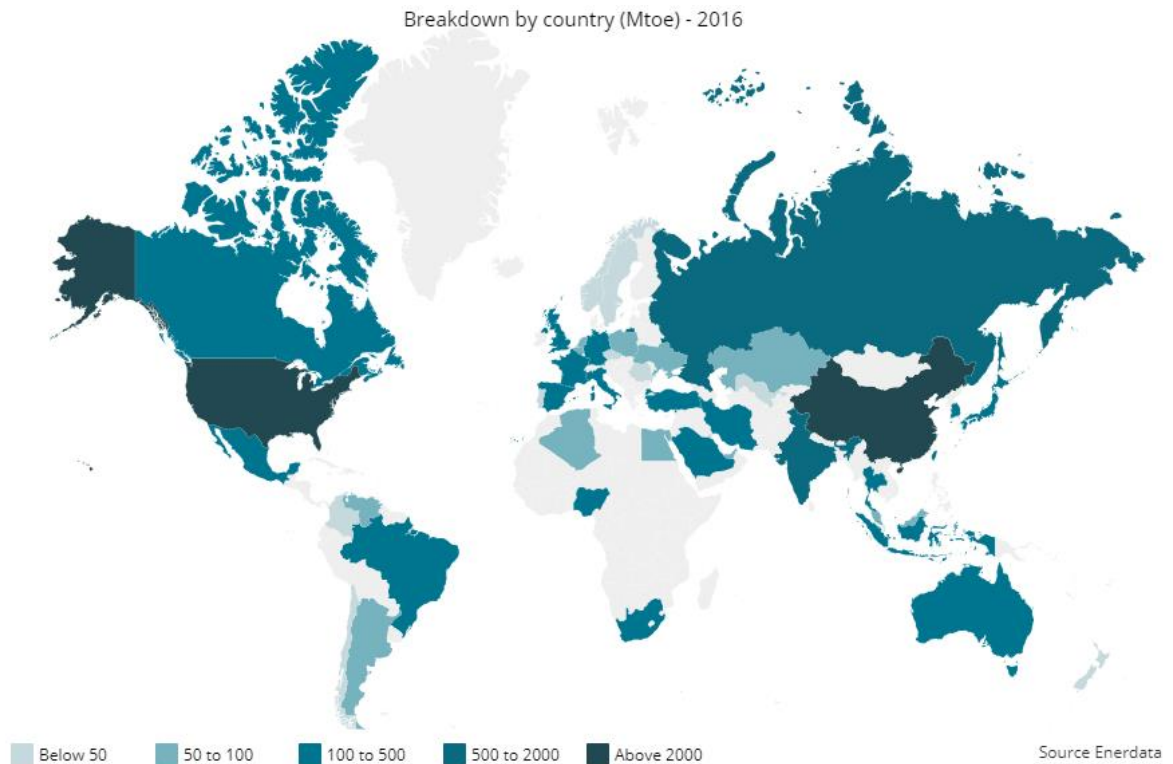 Breakdown by country (Mtoe) - 2016
Below 50
50 to 100
100 to 500
500 to 2000
Above 2000
Source Enerdata